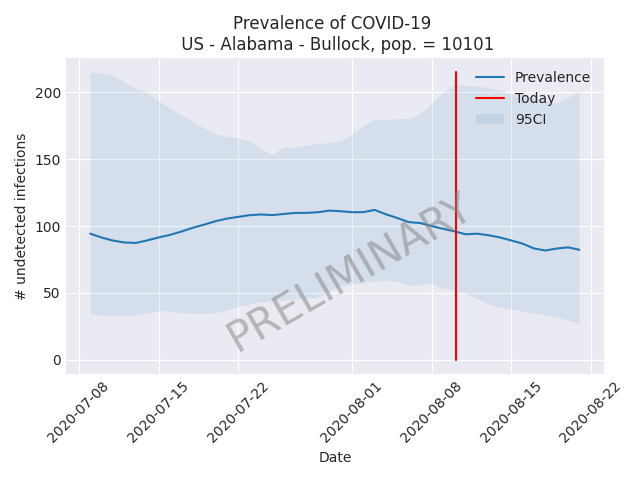 Prevalence of COVID-19
US - Alabama - Bullock, pop. = 10101
# undetected infections
200
150
100
50
0
Prevalence
Today
95CI
PRELIMINARY
2020-07-08
2020-07-15
2020-07-22
2020-08-01
2020-08-08
2020-08-15
2020-08-22
Date